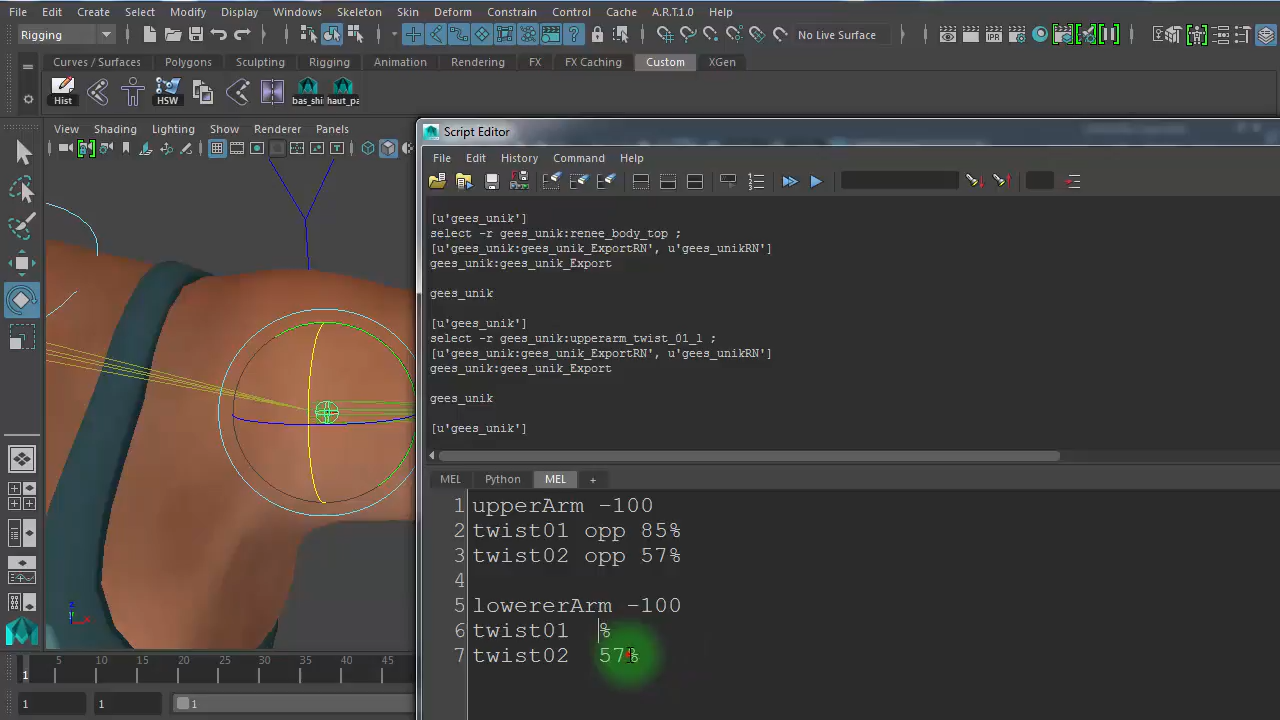 File Edit Create Select Modify Display Windows Skeleton Skin Deform Constrain Control Cache A.R.T.1.0 Help
Rigging No Live Surface IPR
Curves / Surfaces Polygons Sculpting Rigging Animation Rendering FX FX Caching Custom XGen
Hist HSW bas_shi haut_pa
View Shading Lighting Show Renderer Panels
Script Editor
File Edit History Command Help
[u'gees_unik']
select -r gees_unik:renee_body_top ;
[u'gees_unik:gees_unik_ExportRN', u'gees_unikRN']
gees_unik:gees_unik_Export
gees_unik
[u'gees_unik']
select -r gees_unik:upperarm_twist_01_l ;
[u'gees_unik:gees_unik_ExportRN', u'gees_unikRN']
gees_unik:gees_unik_Export
gees_unik
[u'gees_unik']
MEL Python MEL +
1 upperArm -100
2 twist01 opp 85%
3 twist02 opp 57%
4
5 lowererArm -100
6 twist01 %
7 twist02 57%
z x
5 10 15 20 25 30 35 40 45
1
1 1 1